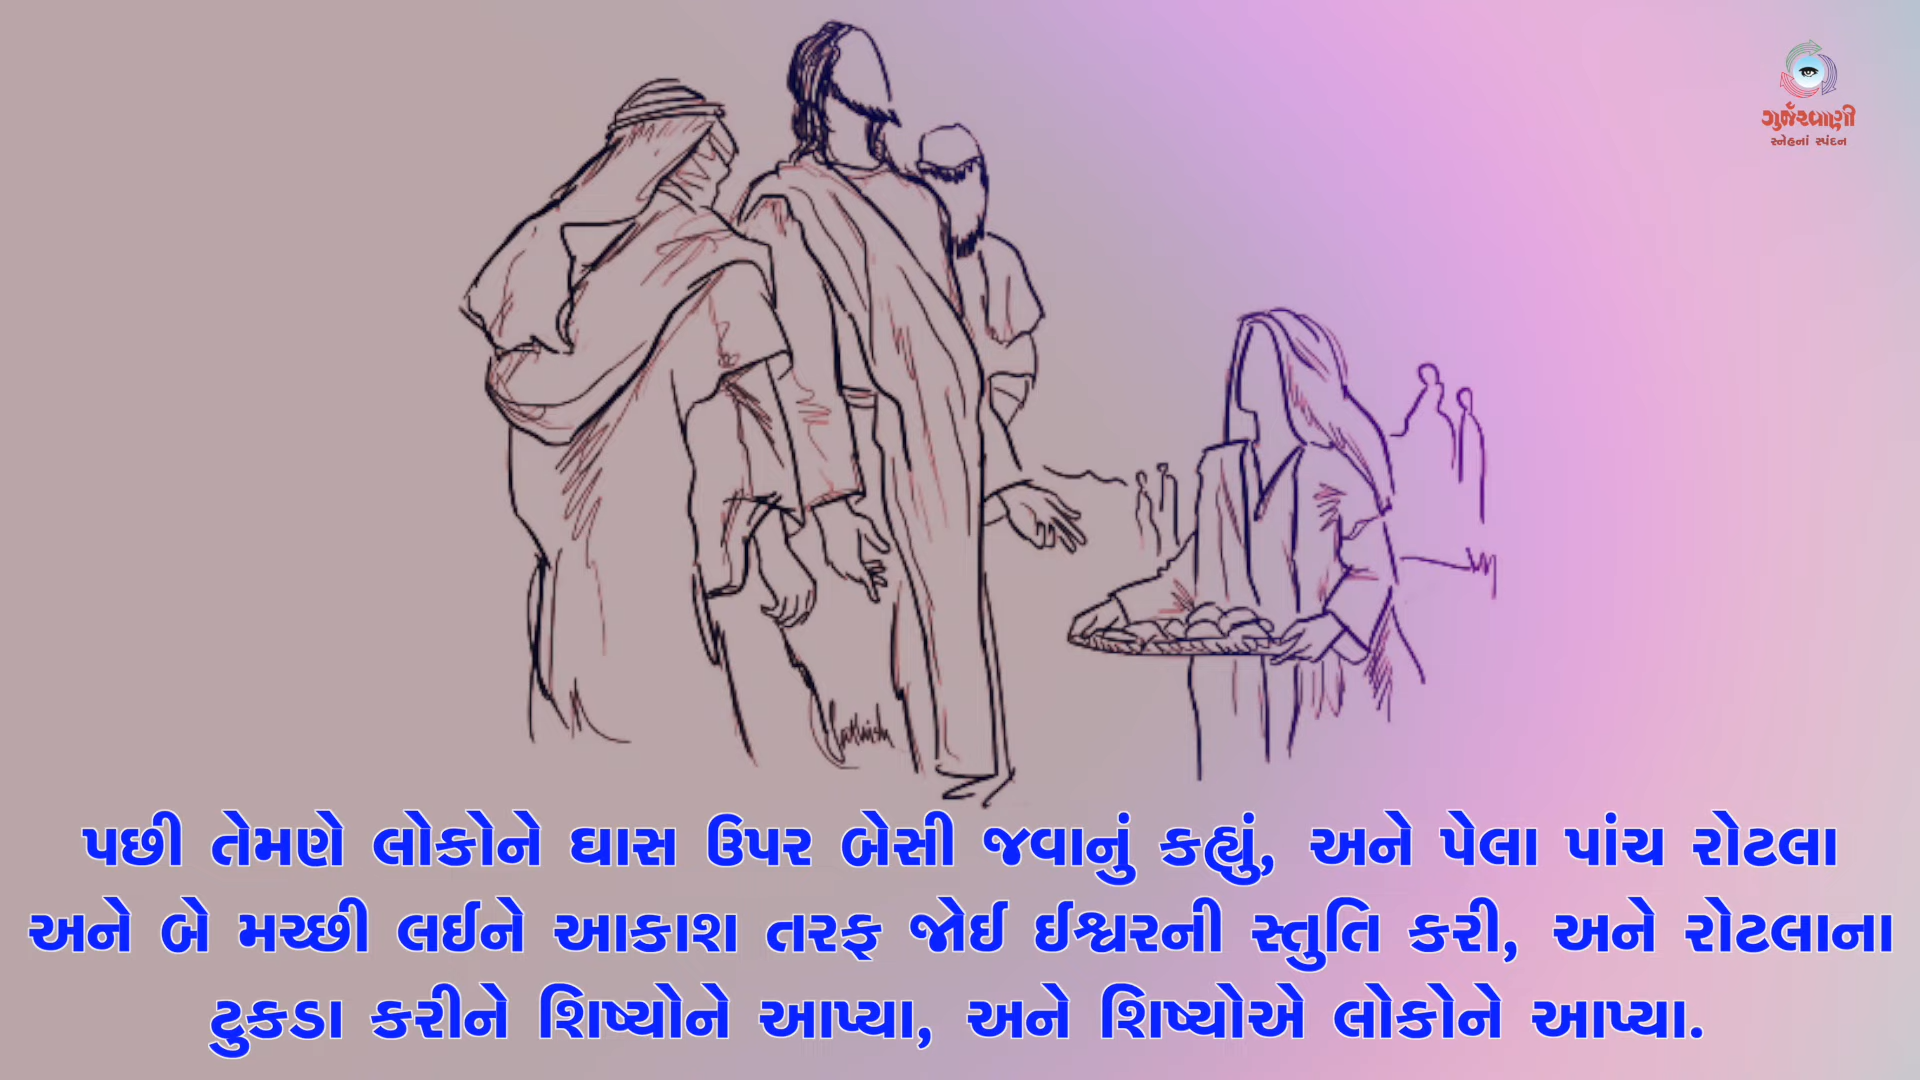 ગુર્જરવાણી
સ્નેહનાં સ્પંદન
પછી તેમણે લોકોને ઘાસ ઉપર બેસી જવાનું કહ્યું, અને પેલા પાંચ રોટલા
અને બે મચ્છી લઈને આકાશ તરફ જોઈ ઈશ્વરની સ્તુતિ કરી, અને રોટલાના
ટુકડા કરીને શિષ્યોને આપ્યા, અને શિષ્યોએ લોકોને આપ્યા.